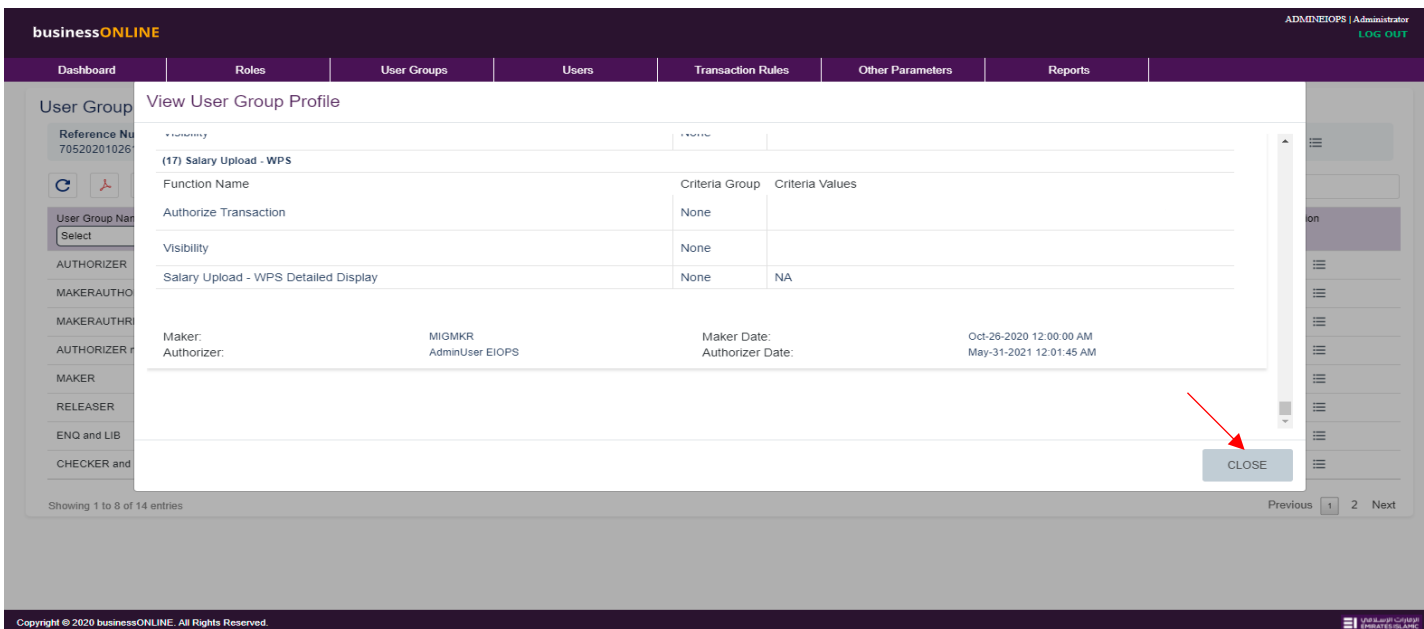 businessONLINE
ADMINEIOPS | Administrator
LOG OUT
Dashboard Roles User Groups Users Transaction Rules Other Parameters Reports
User Group
View User Group Profile
Reference Nu
70520201026
Visibility None
(17) Salary Upload - WPS
Function Name Criteria Group Criteria Values
Authorize Transaction None
User Group Nam
Select
Visibility None
AUTHORIZER
Salary Upload - WPS Detailed Display None NA
MAKERAUTHO
MAKERAUTHR
Maker: MIGMKR Maker Date: Oct-26-2020 12:00:00 AM
Authorizer: AdminUser EIOPS Authorizer Date: May-31-2021 12:01:45 AM
AUTHORIZER
MAKER
RELEASER
ENQ and LIB
CHECKER and
CLOSE
Showing 1 to 8 of 14 entries
Previous 1 2 Next
Copyright © 2020 businessONLINE. All Rights Reserved.
EMIRATES ISLAMIC